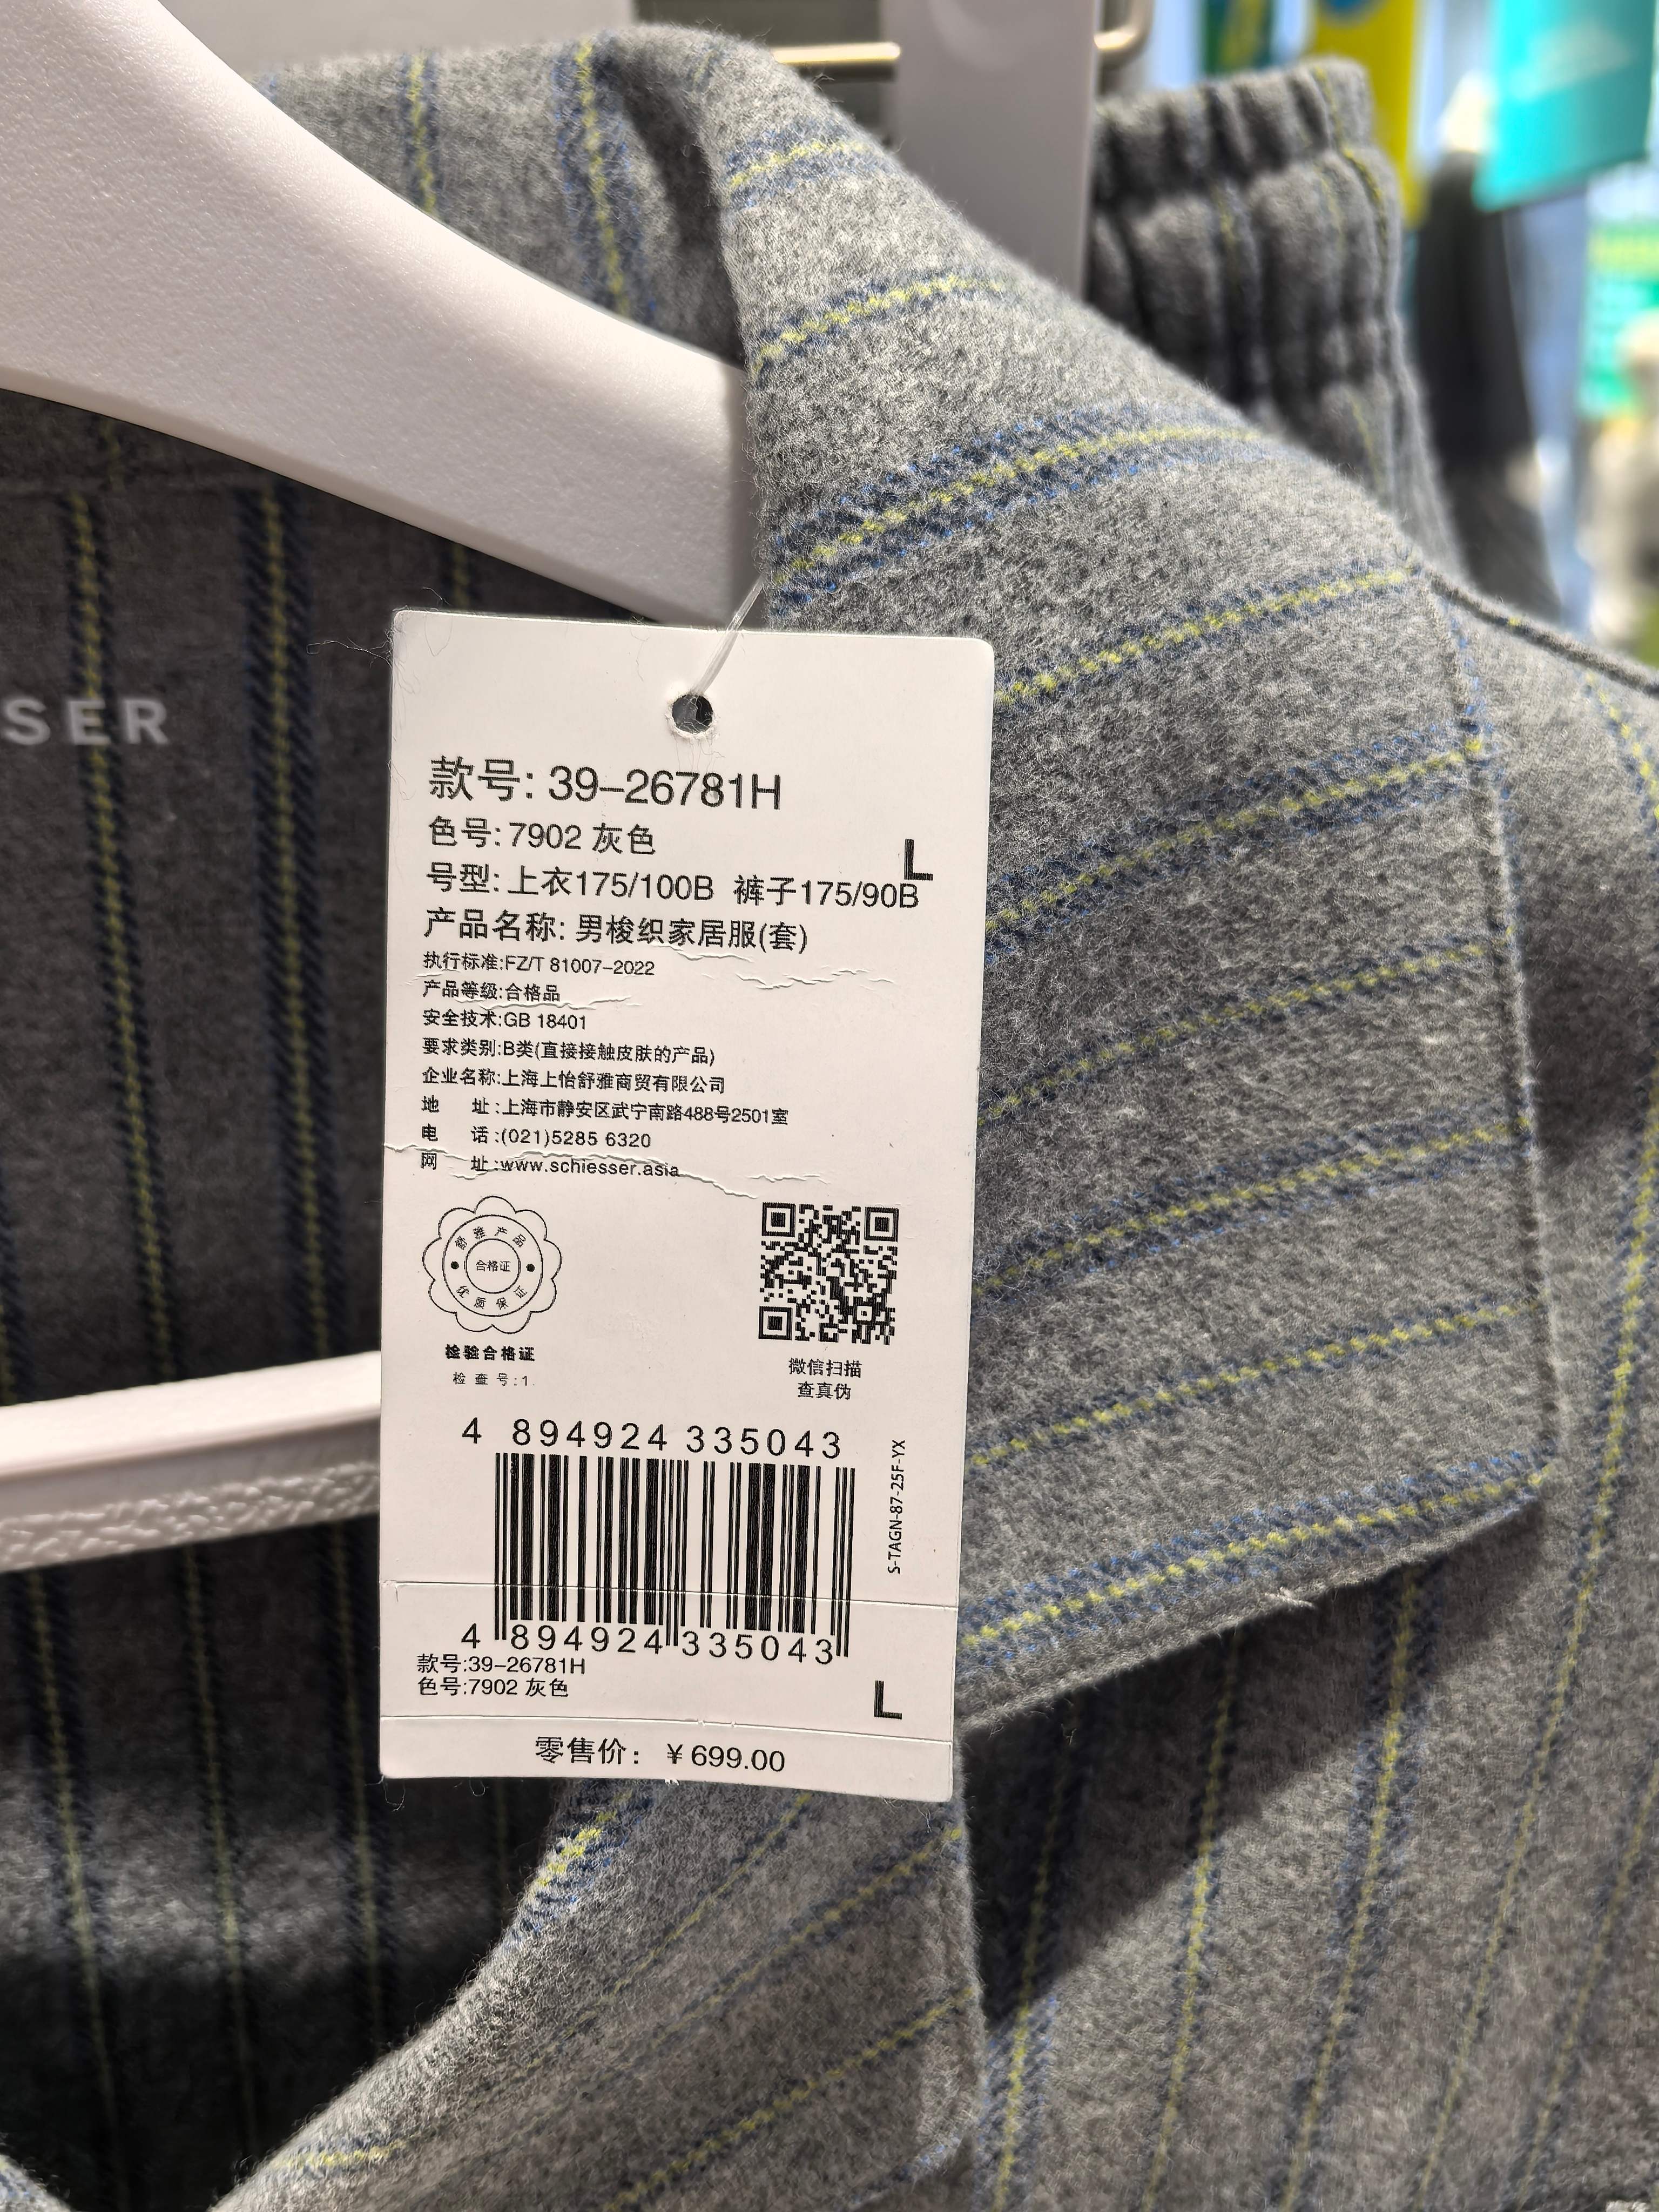 SER
款号: 39-26781H
色号: 7902 灰色
L
号型: 上衣175/100B 裤子175/90B
产品名称: 男梭织家居服(套)
执行标准:FZ/T 81007-2022
产品等级:合格品
安全技术:GB 18401
要求类别:B类(直接接触皮肤的产品)
企业名称:上海上怡舒雅商贸有限公司
地 址:上海市静安区武宁南路488号2501室
电 话:(021)5285 6320
网 址:www.schiesser.asia
舒雅产品
合格证
优质保证
检验合格证
检查号:1
微信扫描
查真伪
4 894924 335043
S-TAGN-87-25F-YX
4 894924 335043
款号:39-26781H
色号:7902 灰色
L
零售价: ¥699.00